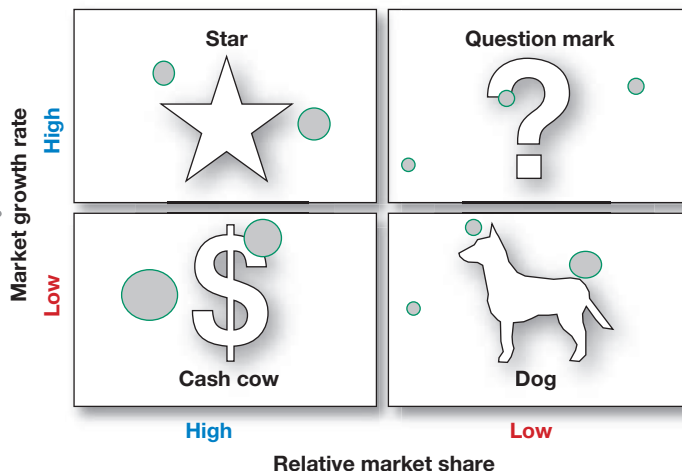 Star
Question mark
Market growth rate
High
Low
$
Cash cow
Dog
High
Low
Relative market share